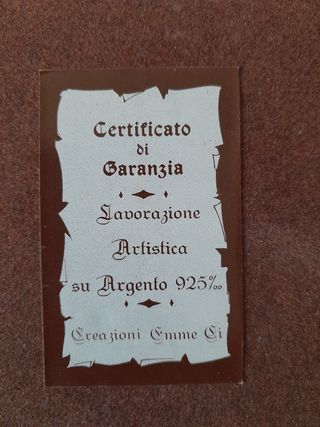 Certificato
di
Garanzia
Lavorazione
Artistica
su Argento 925‰
Creazioni Emme Ci